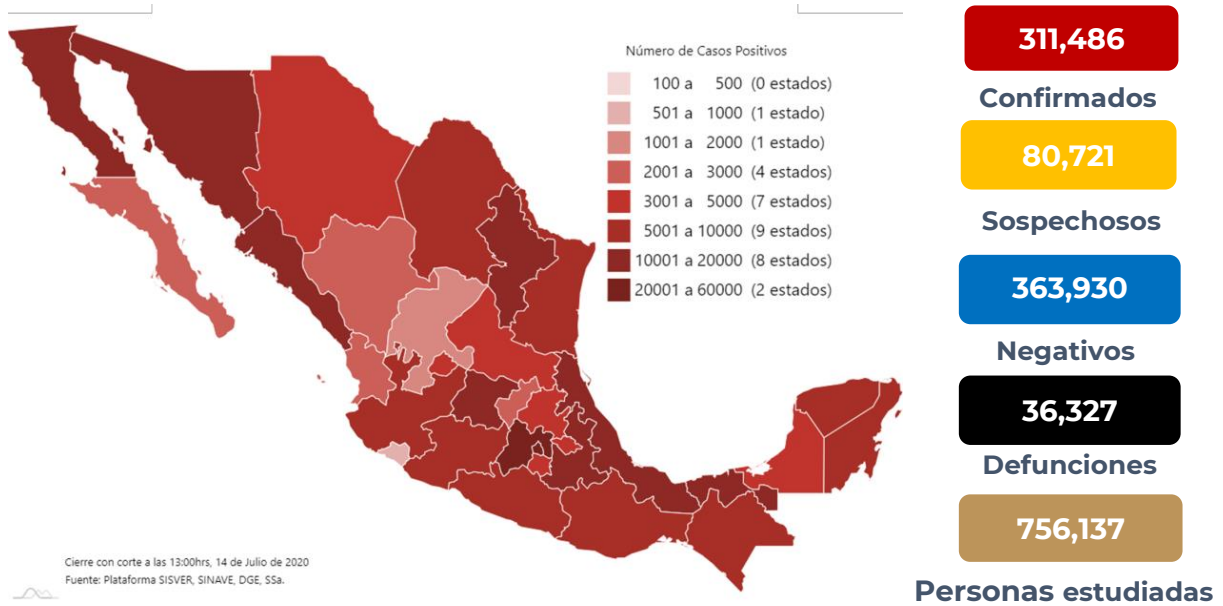 Número de Casos Positivos
100 a 500 (0 estados)
501 a 1000 (1 estado)
1001 a 2000 (1 estado)
2001 a 3000 (4 estados)
3001 a 5000 (7 estados)
5001 a 10000 (9 estados)
10001 a 20000 (8 estados)
20001 a 60000 (2 estados)
Cierre con corte a las 13:00hrs, 14 de Julio de 2020
Fuente: Plataforma SISVER, SINAVE, DGE, SSa.
311,486
Confirmados
80,721
Sospechosos
363,930
Negativos
36,327
Defunciones
756,137
Personas estudiadas